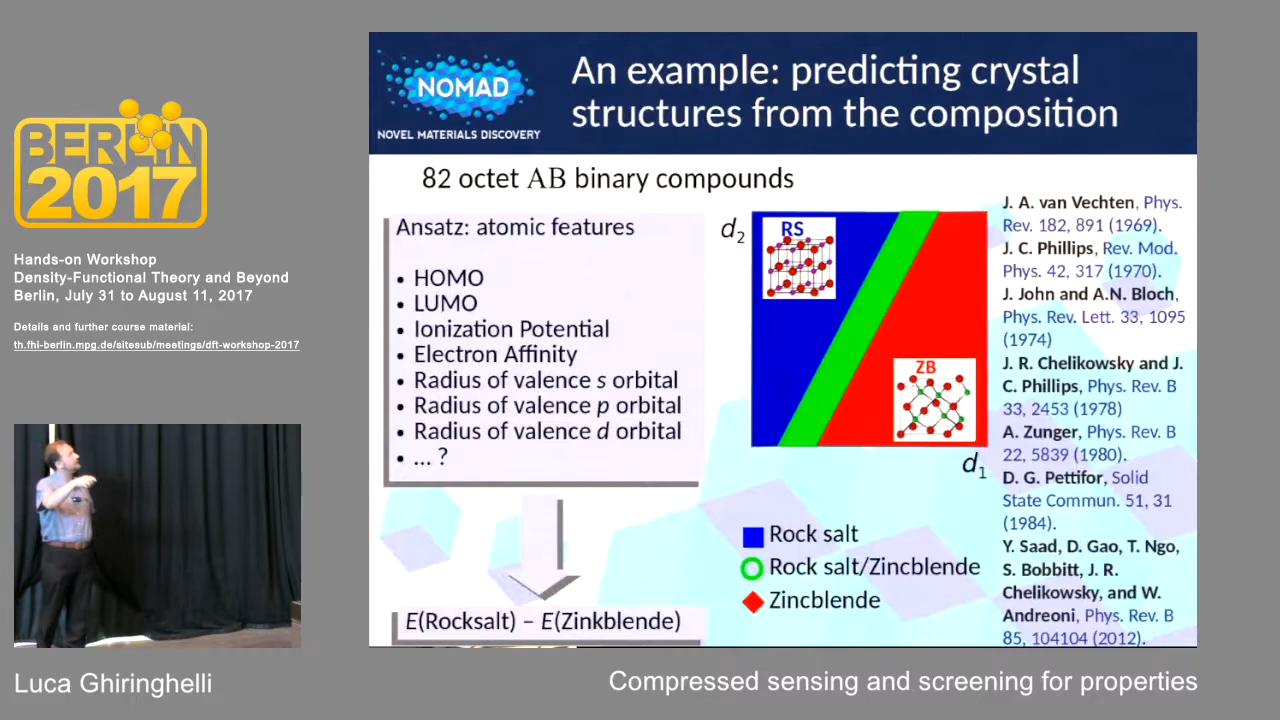 BERLIN
2017
Hands-on Workshop
Density-Functional Theory and Beyond
Berlin, July 31 to August 11, 2017
Details and further course material:
th.fhi-berlin.mpg.de/sitesub/meetings/dft-workshop-2017
NOMAD
NOVEL MATERIALS DISCOVERY
An example: predicting crystal
structures from the composition
82 octet AB binary compounds
Ansatz: atomic features
• HOMO
• LUMO
• Ionization Potential
• Electron Affinity
• Radius of valence s orbital
• Radius of valence p orbital
• Radius of valence d orbital
• ... ?
E(Rocksalt) – E(Zinkblende)
d2
RS
ZB
d1
Rock salt
Rock salt/Zincblende
Zincblende
J. A. van Vechten, Phys.
Rev. 182, 891 (1969).
J. C. Phillips, Rev. Mod.
Phys. 42, 317 (1970).
J. John and A.N. Bloch,
Phys. Rev. Lett. 33, 1095
(1974)
J. R. Chelikowsky and J.
C. Phillips, Phys. Rev. B
33, 2453 (1978)
A. Zunger, Phys. Rev. B
22, 5839 (1980).
D. G. Pettifor, Solid
State Commun. 51, 31
(1984).
Y. Saad, D. Gao, T. Ngo,
S. Bobbitt, J. R.
Chelikowsky, and W.
Andreoni, Phys. Rev. B
85, 104104 (2012).
Luca Ghiringhelli
Compressed sensing and screening for properties